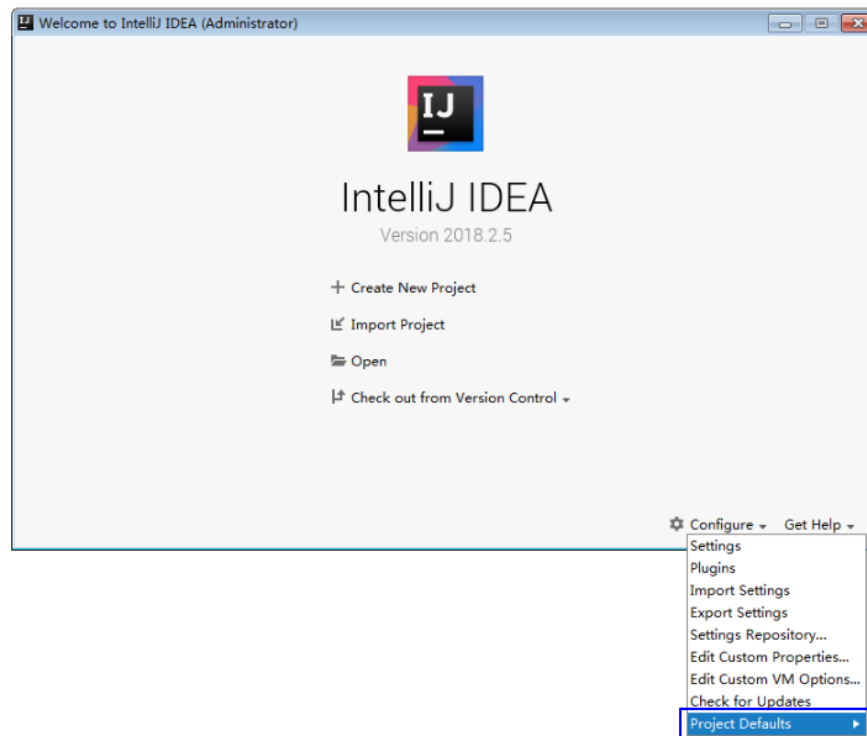 Welcome to IntelliJ IDEA (Administrator)
IJ
IntelliJ IDEA
Version 2018.2.5
Create New Project
Import Project
Open
Check out from Version Control
Configure Get Help
Settings
Plugins
Import Settings
Export Settings
Settings Repository...
Edit Custom Properties...
Edit Custom VM Options...
Check for Updates
Project Defaults